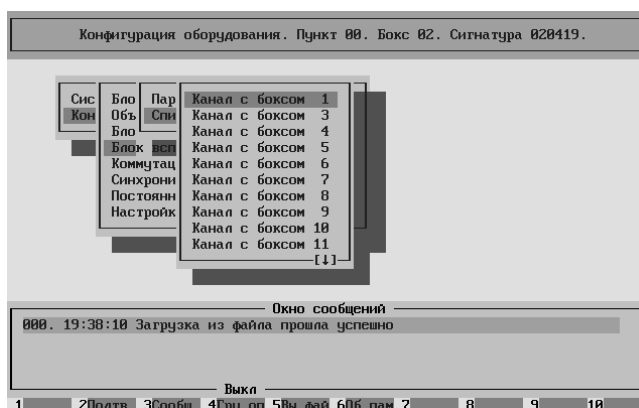 Конфигурация оборудования. Пункт 00. Бокс 02. Сигнатура 020419.
Сис Бло Пар Канал с боксом 1
Кон Объ Спи Канал с боксом 3
Бло Канал с боксом 4
Блок всп Канал с боксом 5
Коммутац Канал с боксом 6
Синхрони Канал с боксом 7
Постоянн Канал с боксом 8
Настройк Канал с боксом 9
Канал с боксом 10
Канал с боксом 11
[↓]
Окно сообщений
000. 19:38:10 Загрузка из файла прошла успешно
Выкл
1 2Подтв 3Сообщ 4Гру оп 5Вы фай 6Об пам 7 8 9 10